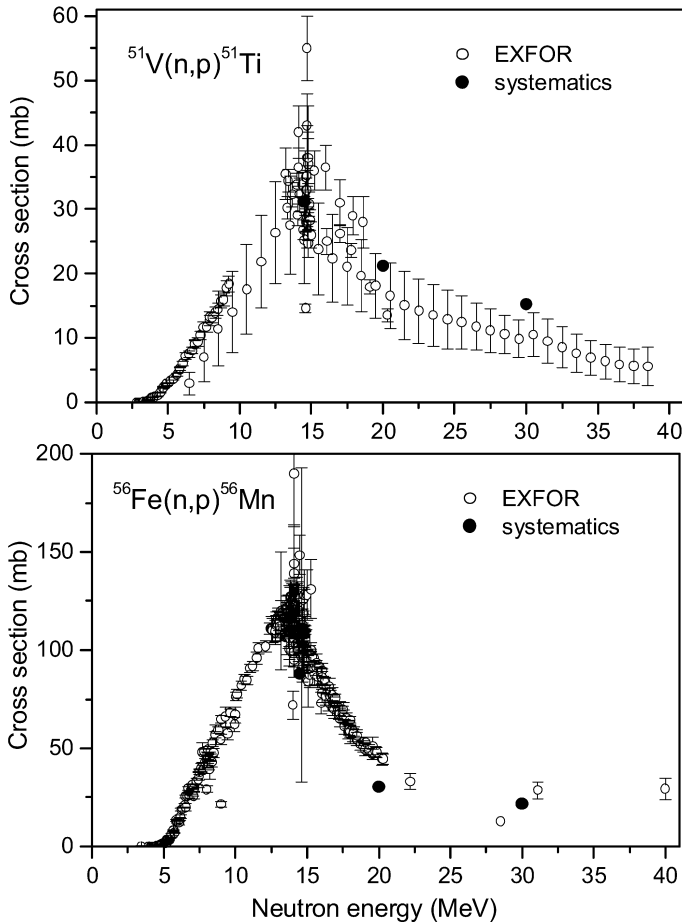 60
50
40
30
20
10
0
Cross section (mb)
⁵¹V(n,p)⁵¹Ti
EXFOR
systematics
0 5 10 15 20 25 30 35 40
200
150
100
50
0
Cross section (mb)
⁵⁶Fe(n,p)⁵⁶Mn
EXFOR
systematics
0 5 10 15 20 25 30 35 40
Neutron energy (MeV)